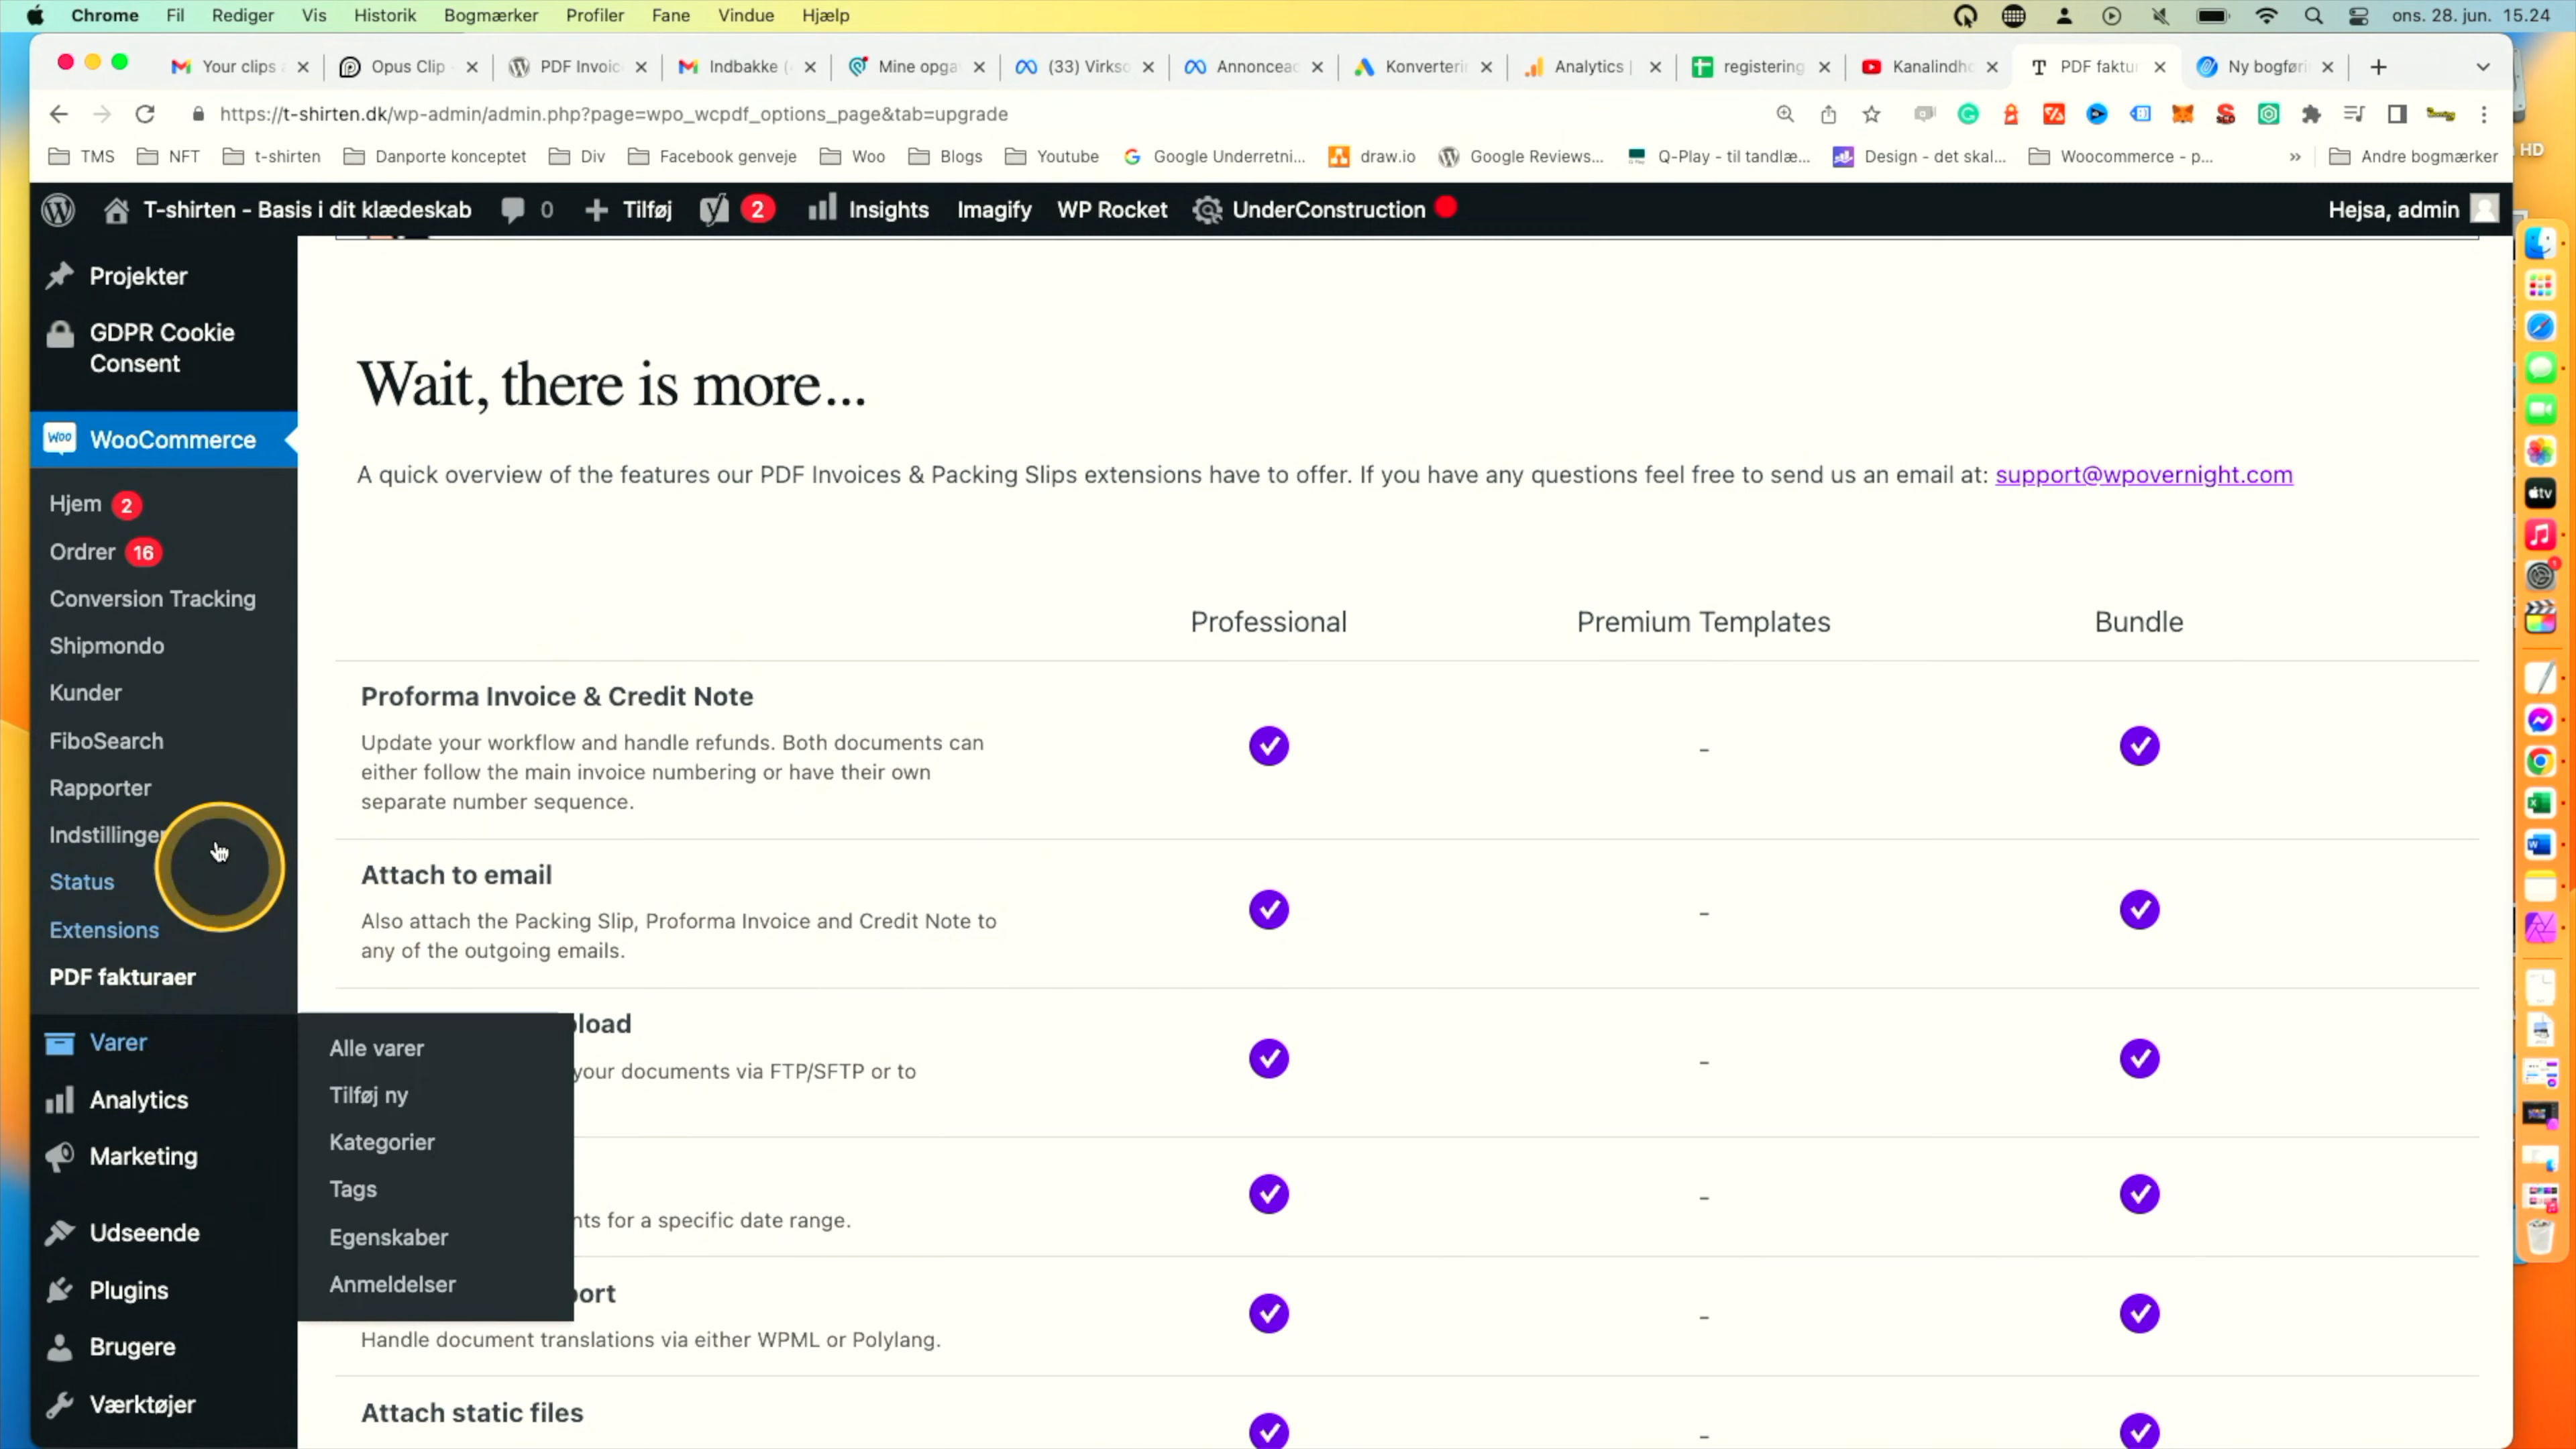 Chrome Fil Rediger Vis Historik Bogmærker Profiler Fane Vindue Hjælp ons. 28. jun. 15.24
Your clips Opus Clip PDF Invoic Indbakke ( Mine opga (33) Virks Annoncea Konverteri Analytics | registering Kanalindh PDF faktur Ny bogføri
https://t-shirten.dk/wp-admin/admin.php?page=wpo_wcpdf_options_page&tab=upgrade
TMS NFT t-shirten Danporte konceptet Div Facebook genveje Woo Blogs Youtube Google Underretni... draw.io Google Reviews... Q-Play - til tandlæ... Design - det skal... Woocommerce - p... » Andre bogmærker
HD
T-shirten – Basis i dit klædeskab 0 Tilføj 2 Insights Imagify WP Rocket UnderConstruction Hejsa, admin
Projekter
GDPR Cookie
Consent
WooCommerce
Hjem 2
Ordrer 16
Conversion Tracking
Shipmondo
Kunder
FiboSearch
Rapporter
Indstillinger
Status
Extensions
PDF fakturaer
Varer
Analytics
Marketing
Udseende
Plugins
Brugere
Værktøjer
Alle varer
Tilføj ny
Kategorier
Tags
Egenskaber
Anmeldelser
Wait, there is more...
A quick overview of the features our PDF Invoices & Packing Slips extensions have to offer. If you have any questions feel free to send us an email at: support@wpovernight.com
Professional Premium Templates Bundle
Proforma Invoice & Credit Note
Update your workflow and handle refunds. Both documents can
either follow the main invoice numbering or have their own
separate number sequence.
-
Attach to email
Also attach the Packing Slip, Proforma Invoice and Credit Note to
any of the outgoing emails.
-
load
your documents via FTP/SFTP or to
-
nts for a specific date range.
-
port
Handle document translations via either WPML or Polylang.
-
Attach static files
-